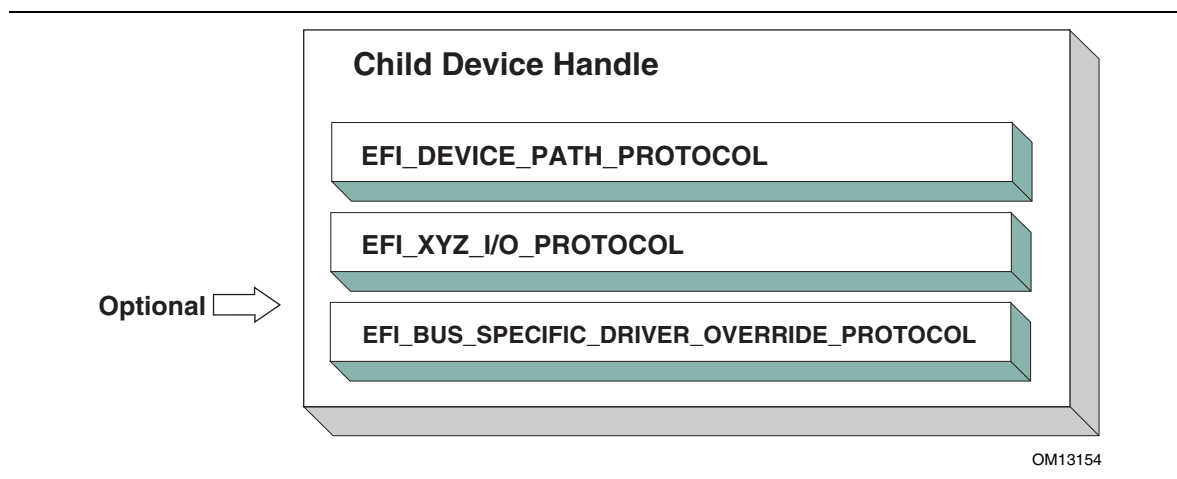 Child Device Handle
EFI_DEVICE_PATH_PROTOCOL
EFI_XYZ_I/O_PROTOCOL
Optional
EFI_BUS_SPECIFIC_DRIVER_OVERRIDE_PROTOCOL
OM13154